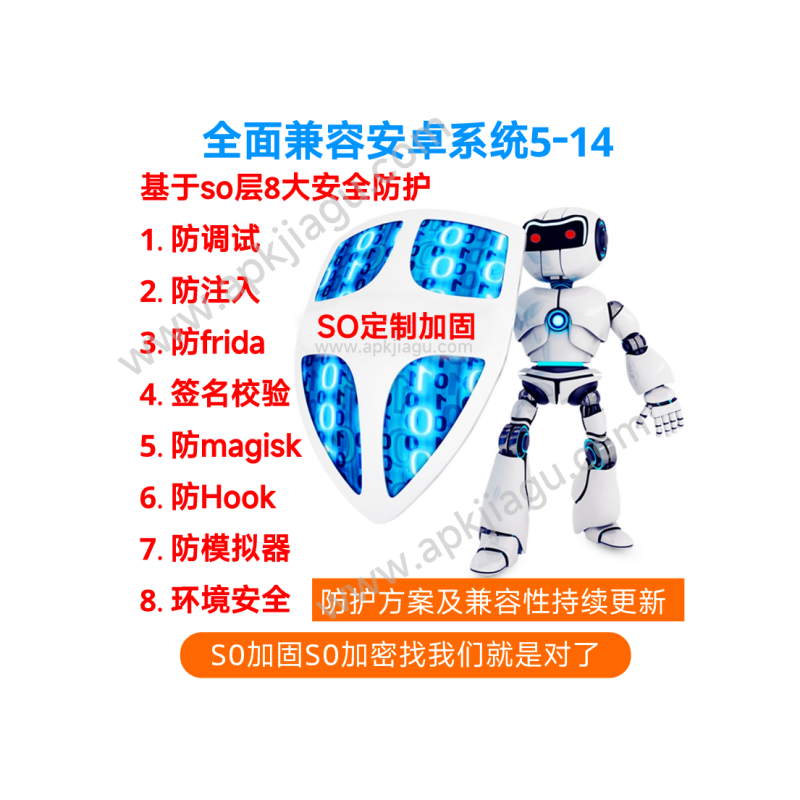 全面兼容安卓系统5-14
基于so层8大安全防护
1. 防调试
2. 防注入
3. 防frida
4. 签名校验
5. 防magisk
6. 防Hook
7. 防模拟器
8. 环境安全
SO定制加固
www.apkjiagu.com
防护方案及兼容性持续更新
SO加固SO加密找我们就是对了
www.apkjiagu.com
www.apkjiagu.com